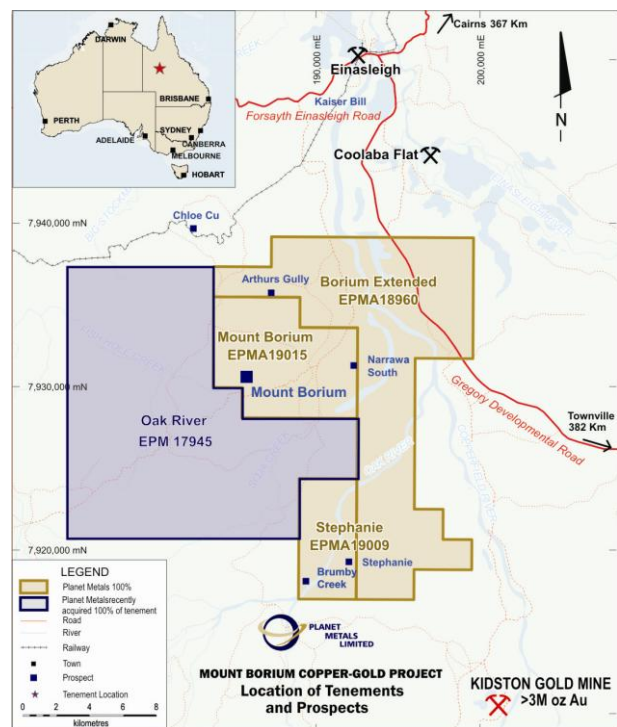 DARWIN
BRISBANE
PERTH
SYDNEY
ADELAIDE
CANBERRA
MELBOURNE
HOBART
190,000 mE
200,000 mE
Cairns 367 Km
Einasleigh
Kaiser Bill
Forsayth Einasleigh Road
Coolaba Flat
N
7,940,000 mN
Chloe Cu
Arthurs Gully
Borium Extended
EPMA18960
Mount Borium
EPMA19015
Narrawa
South
Mount Borium
7,930,000 mN
Oak River
EPM 17945
Gregory Developmental Road
Townville
382 Km
OAK RIVER
COPPERFIELD RIVER
7,920,000 mN
Stephanie
EPMA19009
Stephanie
Brumby
Creek
LEGEND
Planet Metals 100%
Planet Metalsrecently
acquired 100% of tenement
Road
River
Railway
Town
Prospect
Tenement Location
0 2 4 6 8
kilometres
PLANET
METALS
LIMITED
MOUNT BORIUM COPPER-GOLD PROJECT
Location of Tenements
and Prospects
KIDSTON GOLD MINE
>3M oz Au